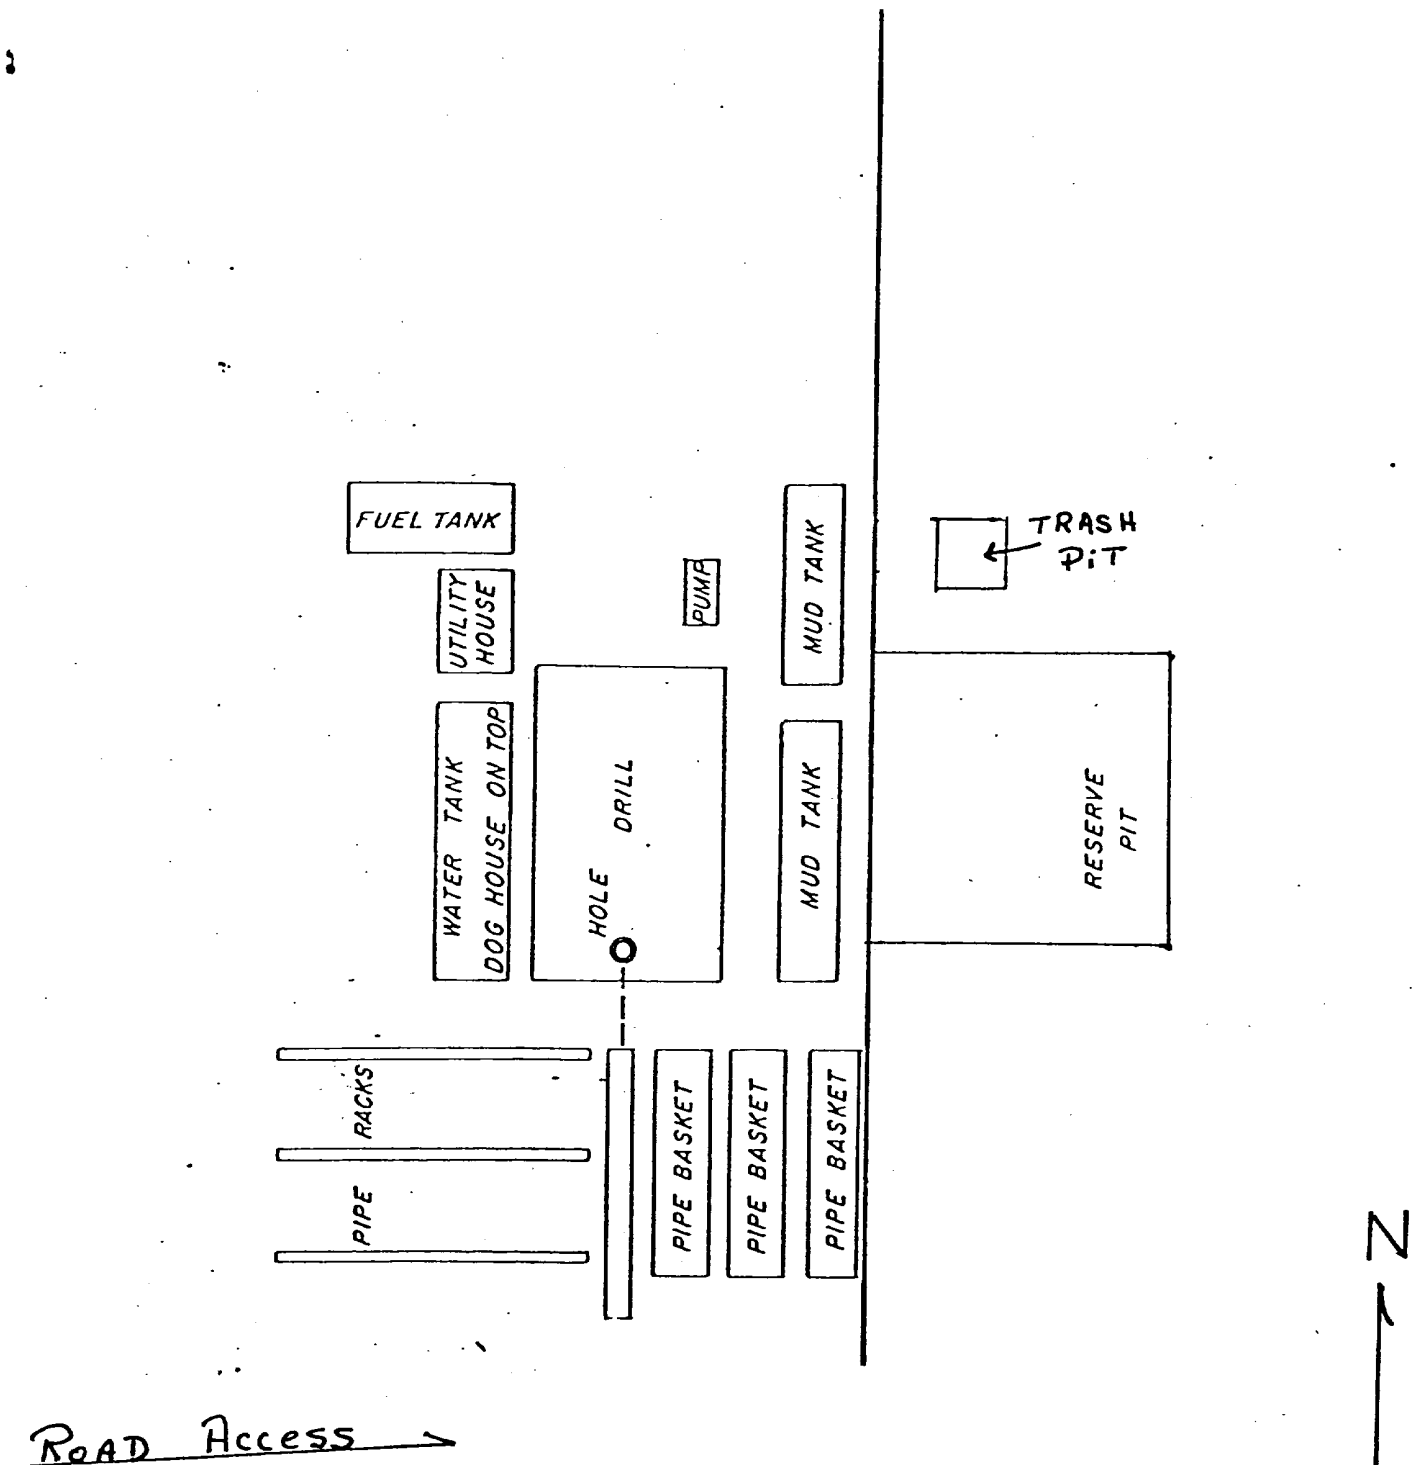 FUEL TANK
UTILITY
HOUSE
PUMP
MUD TANK
TRASH
PiT
WATER TANK
DOG HOUSE ON TOP
HOLE
DRILL
MUD TANK
RESERVE
PIT
PIPE RACKS
PIPE BASKET
PIPE BASKET
PIPE BASKET
N
ROAD ACCESS